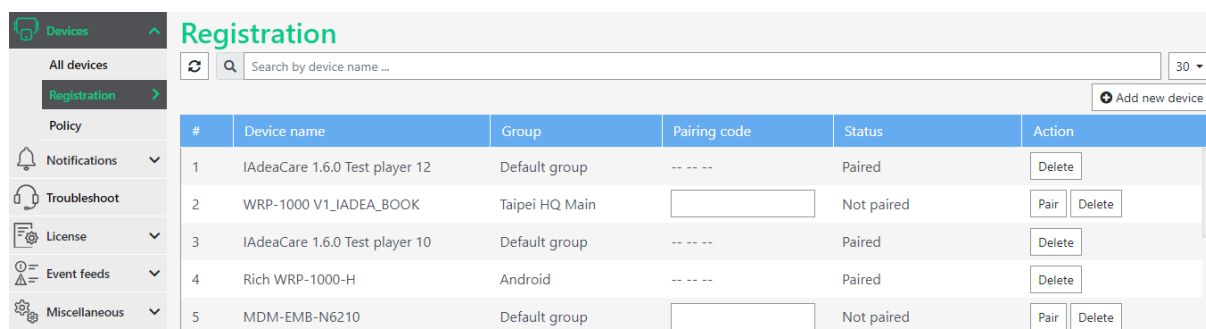 Devices
All devices
Registration
Policy
Notifications
Troubleshoot
License
Event feeds
Miscellaneous
Registration
Search by device name ...
30
Add new device
# Device name Group Pairing code Status Action
1 IAdeaCare 1.6.0 Test player 12 Default group -- -- -- Paired Delete
2 WRP-1000 V1_IADEA_BOOK Taipei HQ Main Not paired Pair Delete
3 IAdeaCare 1.6.0 Test player 10 Default group -- -- -- Paired Delete
4 Rich WRP-1000-H Android -- -- -- Paired Delete
5 MDM-EMB-N6210 Default group Not paired Pair Delete